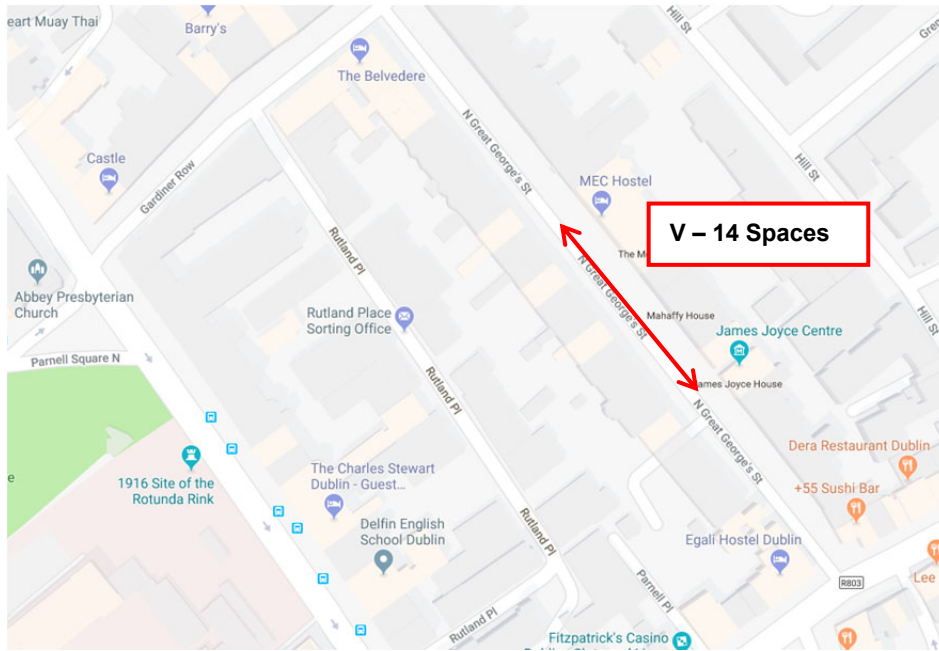 eart Muay Thai
Barry's
Hill St
Gre
The Belvedere
N Great George's St
Castle
Gardiner Row
MEC Hostel
Hill St
V – 14 Spaces
Rutland Pl
The M
N Great George's St
Abbey Presbyterian
Church
Rutland Place
Sorting Office
Mahaffy House
Hill St
James Joyce Centre
Parnell Square N
Rutland Pl
ames Joyce House
N Great George's St
Dera Restaurant Dublin
e
1916 Site of the
Rotunda Rink
The Charles Stewart
Dublin - Guest...
+55 Sushi Bar
Delfin English
School Dublin
Rutland Pl
Egali Hostel Dublin
Parnell Pl
R803
Lee
Rutland Pl
Fitzpatrick's Casino